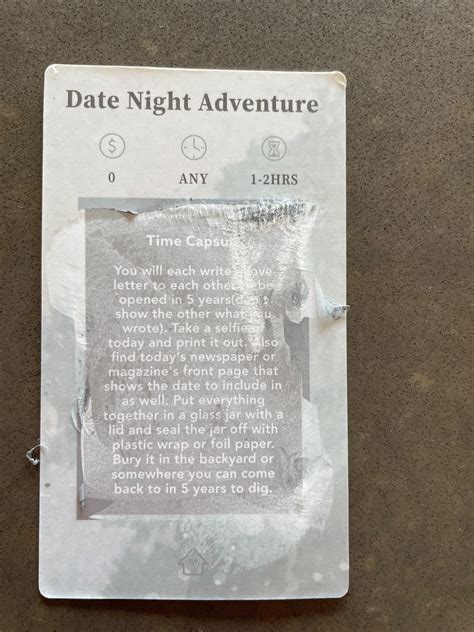 Date Night Adventure
$
0 ANY 1-2HRS
Time Capsu
You will each write love
letter to each other be
opened in 5 years(d
show the other what you
wrote). Take a selfie
today and print it out. Also
find today's newspaper or
magazine's front page that
shows the date to include in
as well. Put everything
together in a glass jar with a
lid and seal the jar off with
plastic wrap or foil paper.
Bury it in the backyard or
somewhere you can come
back to in 5 years to dig.